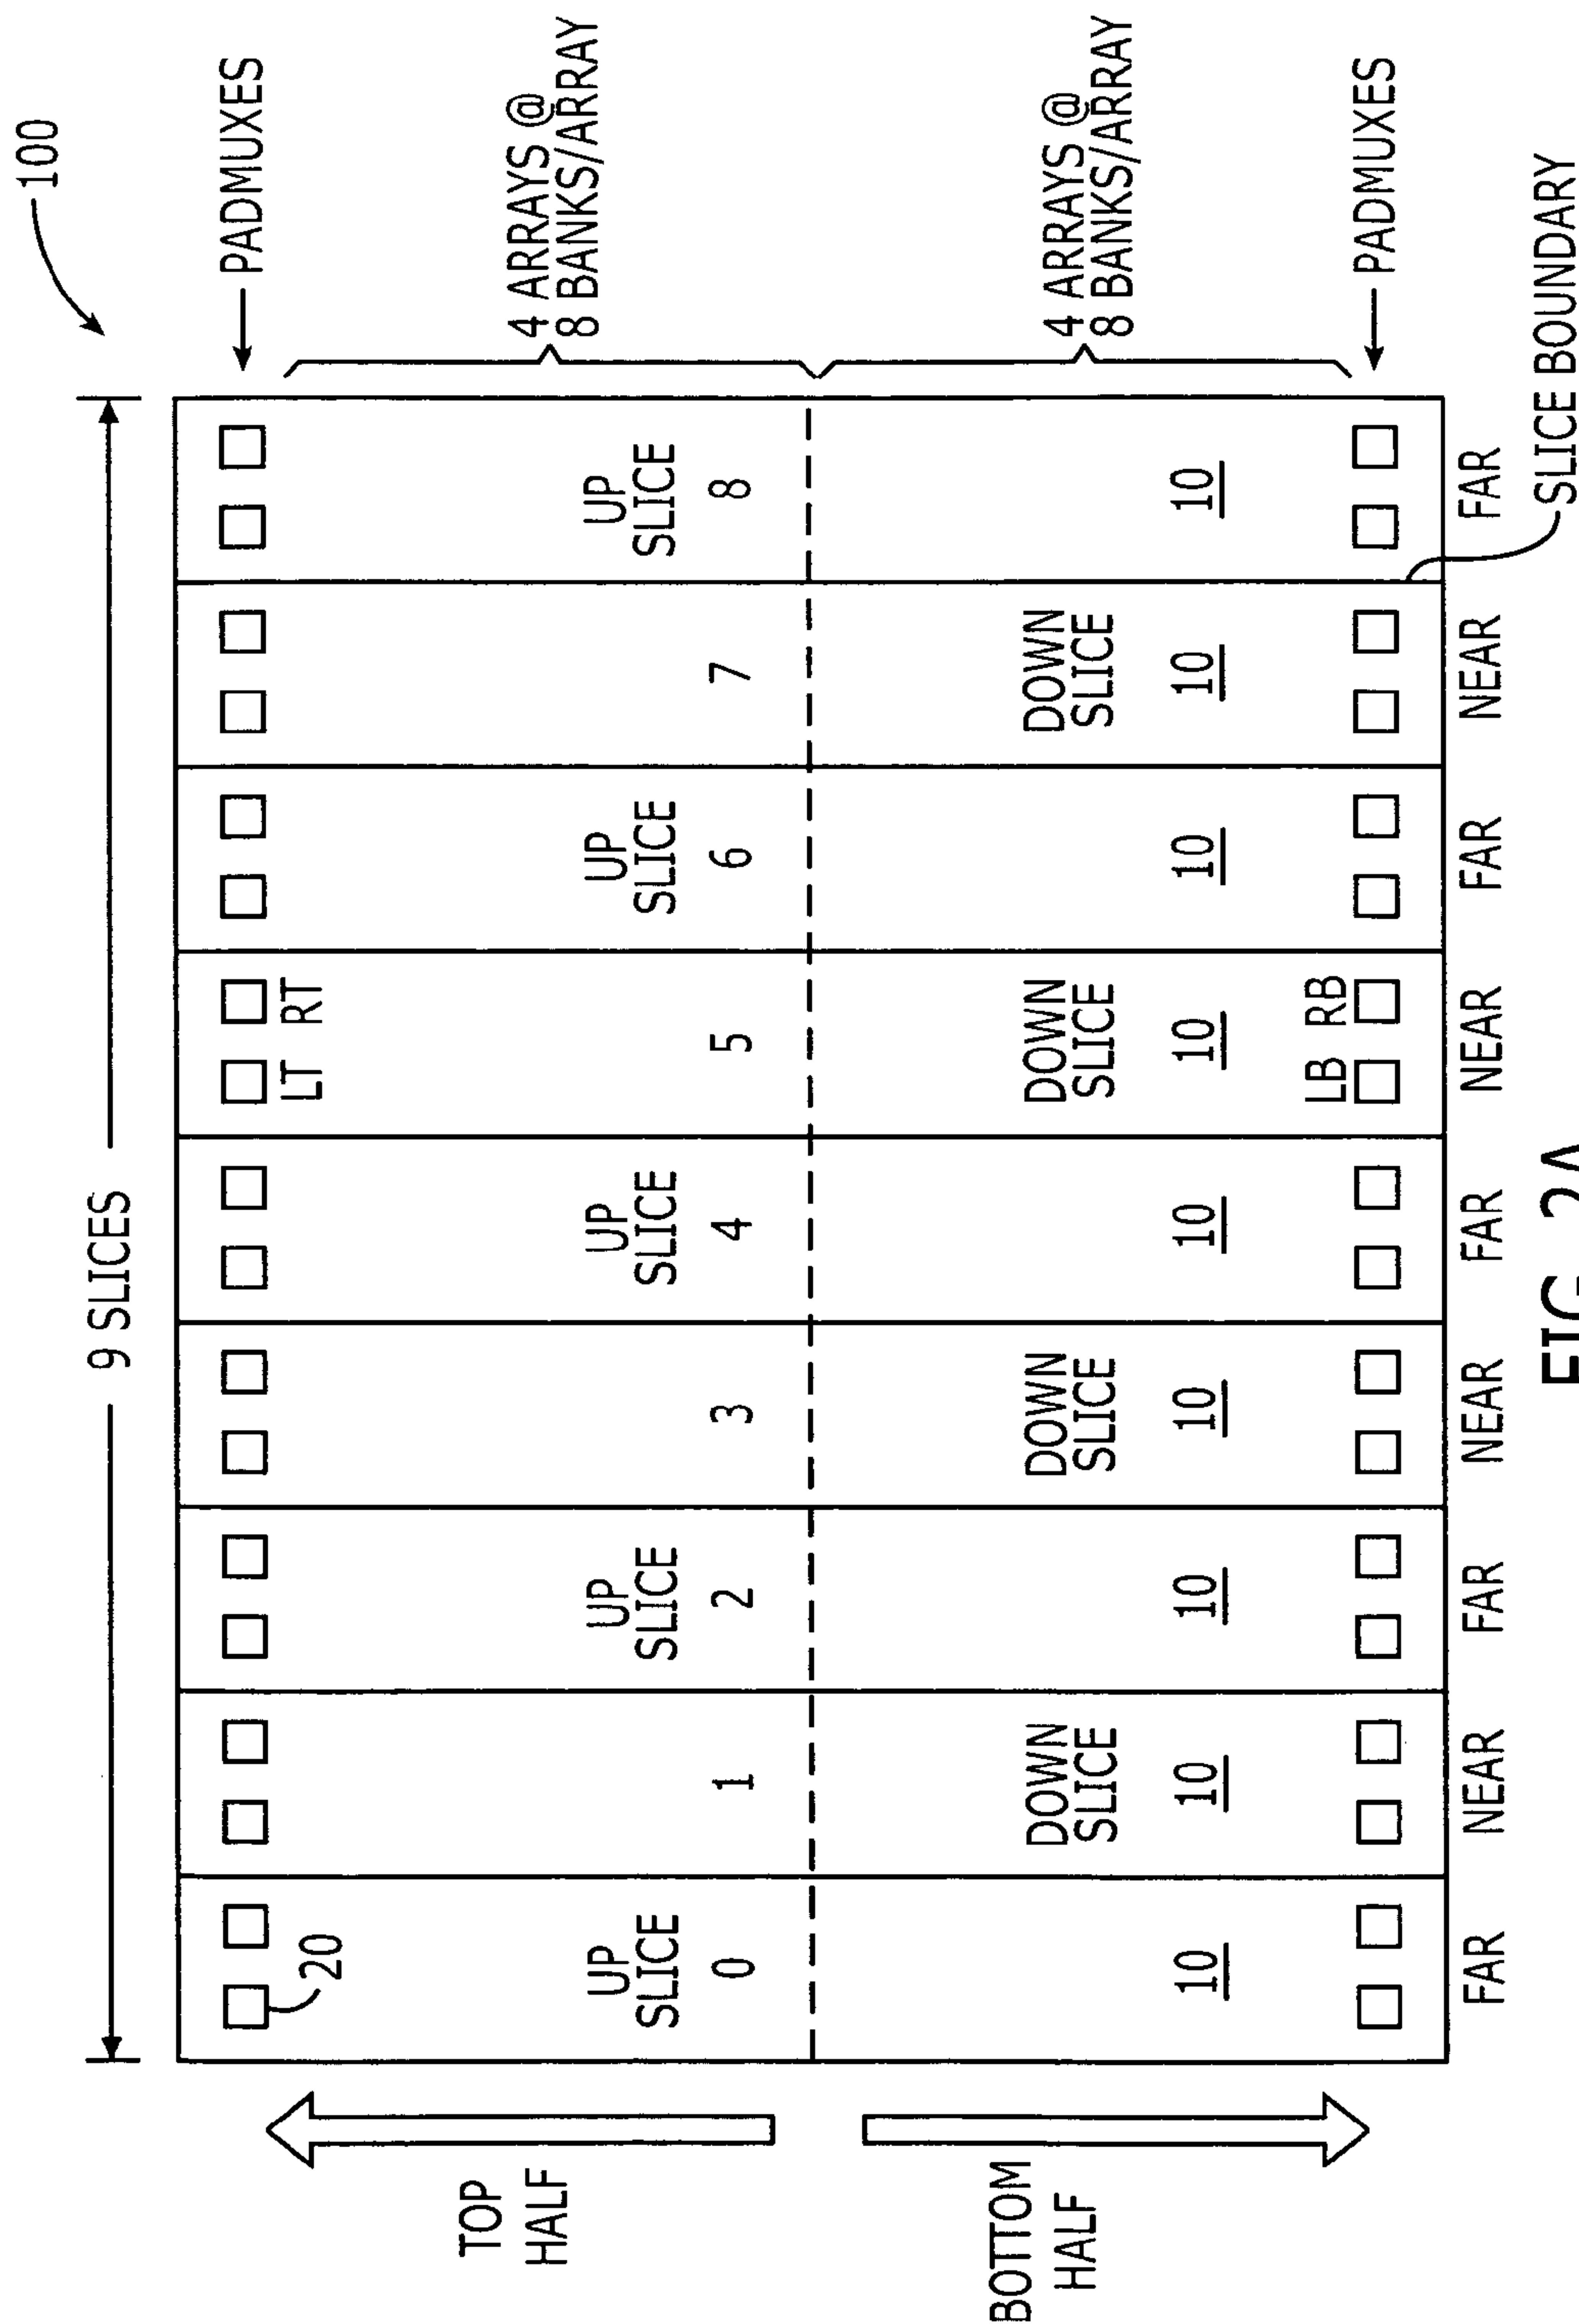 100
9 SLICES
PADMUXES
20
LT RT
TOP
HALF
4 ARRAYS @
8 BANKS/ARRAY
UP
SLICE
UP
SLICE
UP
SLICE
UP
SLICE
UP
SLICE
0 1 2 3 4 5 6 7 8
BOTTOM
HALF
4 ARRAYS @
8 BANKS/ARRAY
DOWN
SLICE
DOWN
SLICE
DOWN
SLICE
DOWN
SLICE
10 10 10 10 10 10 10 10 10
LB RB
PADMUXES
FAR NEAR FAR NEAR FAR NEAR FAR NEAR FAR
SLICE BOUNDARY
FIG 2A